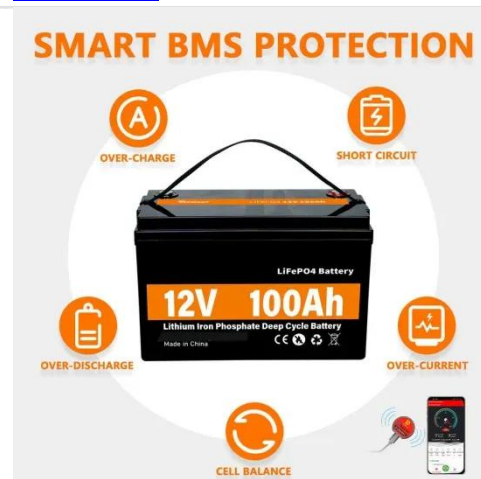 SMART BMS PROTECTION
A
OVER-CHARGE
SHORT CIRCUIT
LiFePO4 Battery
12V 100Ah
Lithium Iron Phosphate Deep Cycle Battery
Made in China
CE
OVER-DISCHARGE
OVER-CURRENT
CELL BALANCE